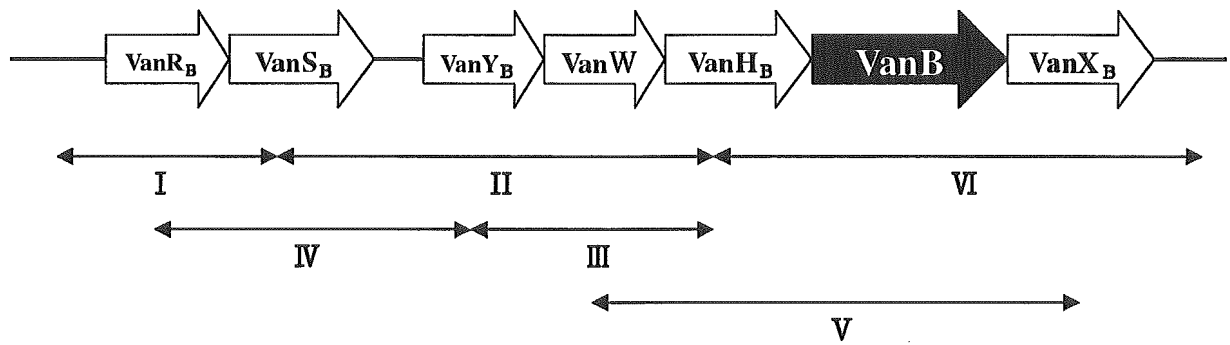 VanR_B VanS_B VanY_B VanW VanH_B VanB VanX_B
Ⅰ Ⅱ Ⅵ
Ⅳ Ⅲ
Ⅴ